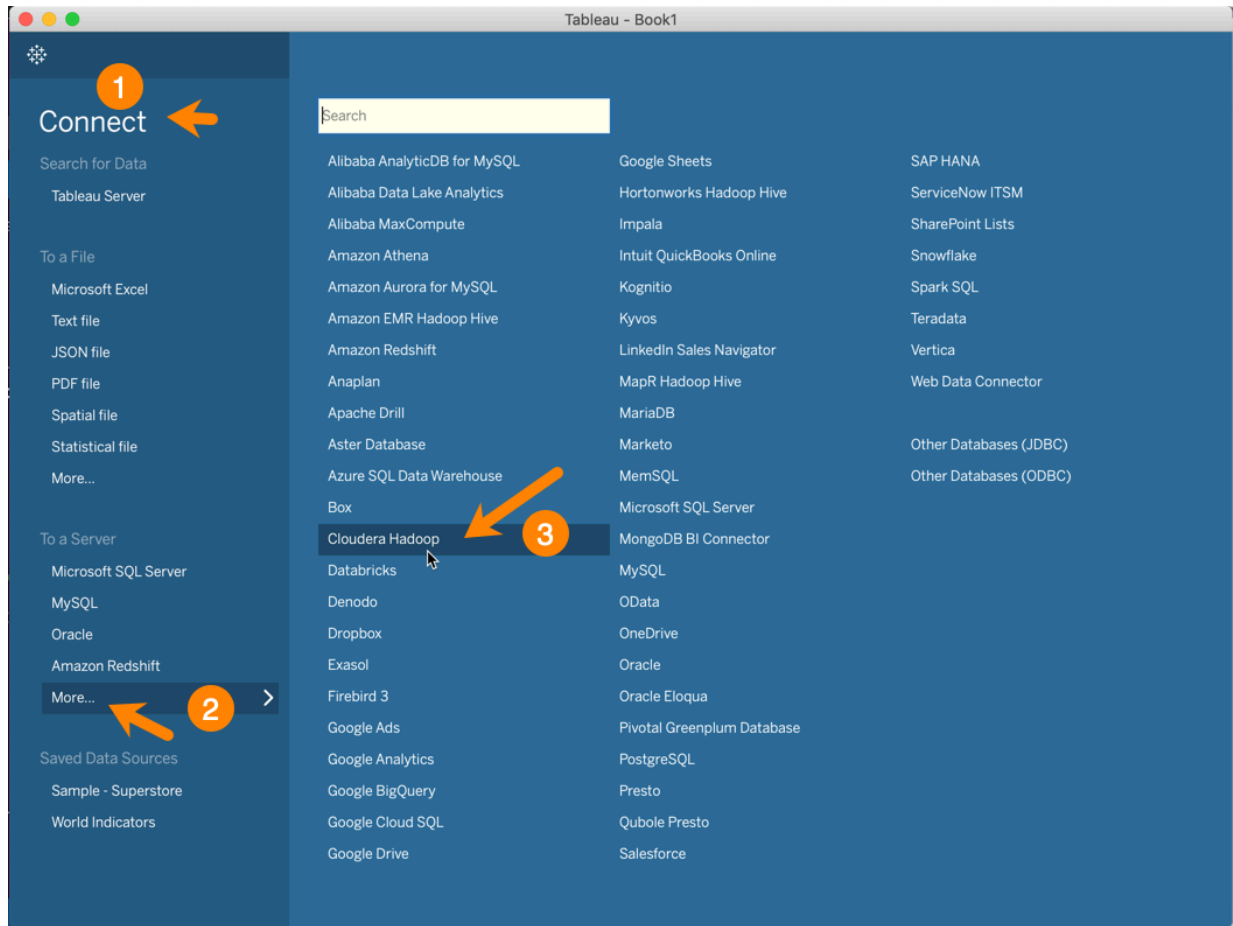 Tableau - Book1
1
Connect
Search for Data
Tableau Server
To a File
Microsoft Excel
Text file
JSON file
PDF file
Spatial file
Statistical file
More...
To a Server
Microsoft SQL Server
MySQL
Oracle
Amazon Redshift
More...
2
Saved Data Sources
Sample - Superstore
World Indicators
Search
Alibaba AnalyticDB for MySQL
Alibaba Data Lake Analytics
Alibaba MaxCompute
Amazon Athena
Amazon Aurora for MySQL
Amazon EMR Hadoop Hive
Amazon Redshift
Anaplan
Apache Drill
Aster Database
Azure SQL Data Warehouse
Box
Cloudera Hadoop
3
Databricks
Denodo
Dropbox
Exasol
Firebird 3
Google Ads
Google Analytics
Google BigQuery
Google Cloud SQL
Google Drive
Google Sheets
Hortonworks Hadoop Hive
Impala
Intuit QuickBooks Online
Kognitio
Kyvos
LinkedIn Sales Navigator
MapR Hadoop Hive
MariaDB
Marketo
MemSQL
Microsoft SQL Server
MongoDB BI Connector
MySQL
OData
OneDrive
Oracle
Oracle Eloqua
Pivotal Greenplum Database
PostgreSQL
Presto
Qubole Presto
Salesforce
SAP HANA
ServiceNow ITSM
SharePoint Lists
Snowflake
Spark SQL
Teradata
Vertica
Web Data Connector
Other Databases (JDBC)
Other Databases (ODBC)